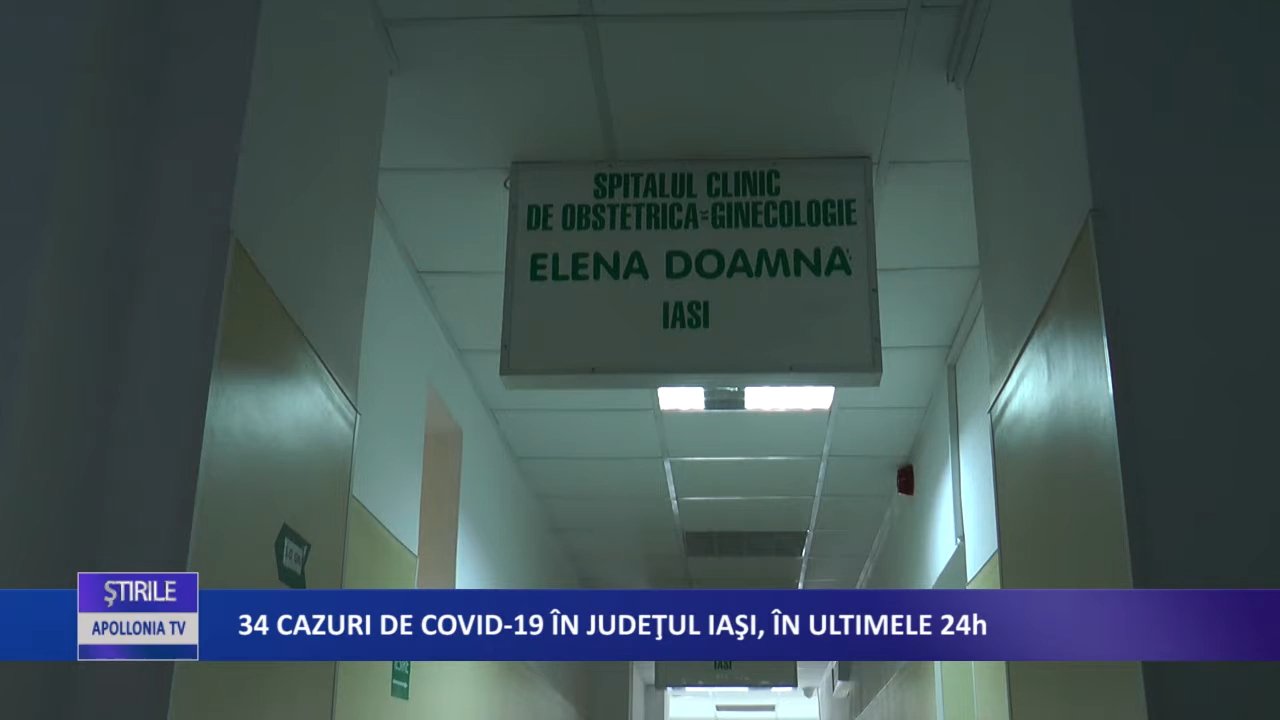 SPITALUL CLINIC
DE OBSTETRICA-GINECOLOGIE
ELENA DOAMNA
IASI
ŞTIRILE
APOLLONIA TV
34 CAZURI DE COVID-19 ÎN JUDEŢUL IAŞI, ÎN ULTIMELE 24h
IASI